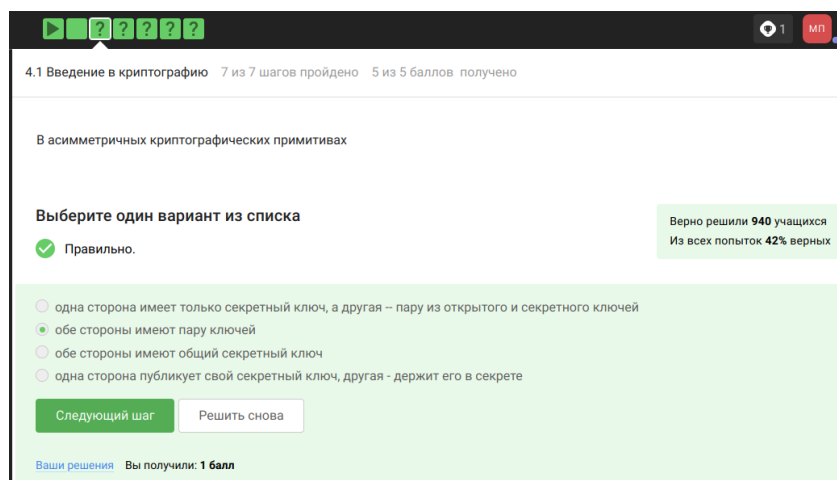 ? ? ? ? ?
1 МП
4.1 Введение в криптографию 7 из 7 шагов пройдено 5 из 5 баллов получено
В асимметричных криптографических примитивах
Выберите один вариант из списка
Правильно.
Верно решили 940 учащихся
Из всех попыток 42% верных
одна сторона имеет только секретный ключ, а другая -- пару из открытого и секретного ключей
обе стороны имеют пару ключей
обе стороны имеют общий секретный ключ
одна сторона публикует свой секретный ключ, другая - держит его в секрете
Следующий шаг Решить снова
Ваши решения Вы получили: 1 балл